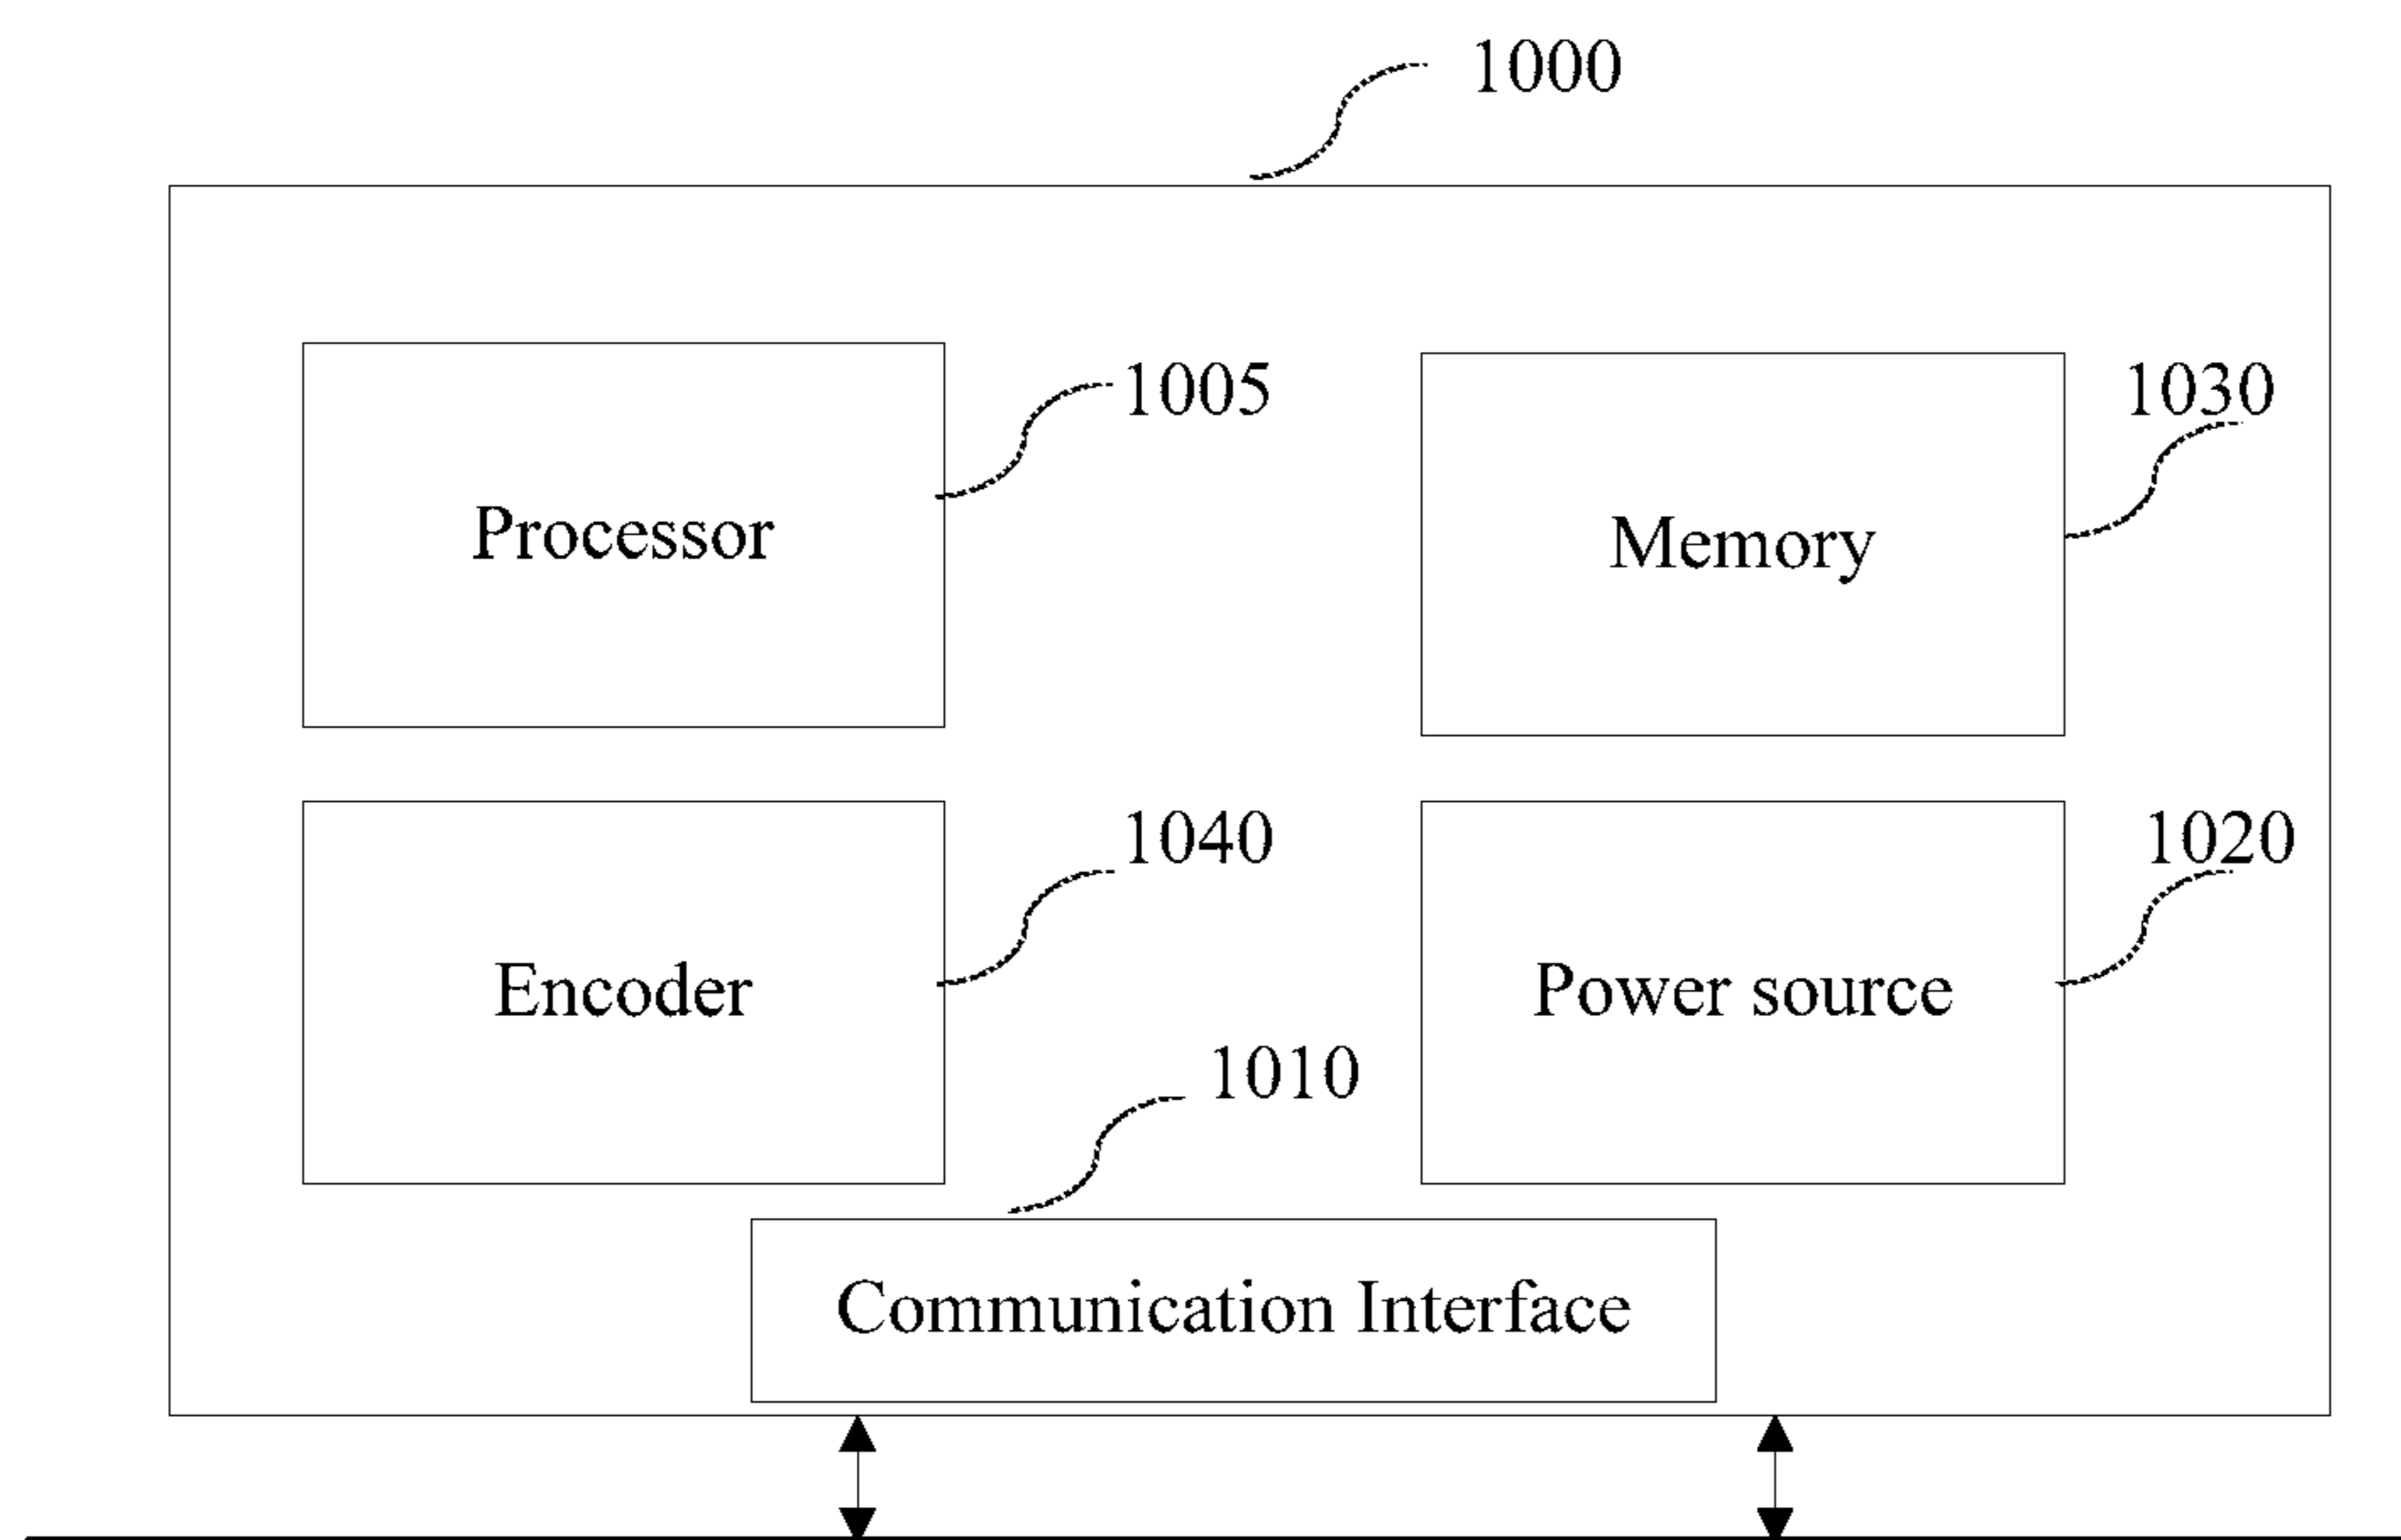 1000
1005
1030
Processor
Memory
1040
1020
Encoder
Power source
1010
Communication Interface